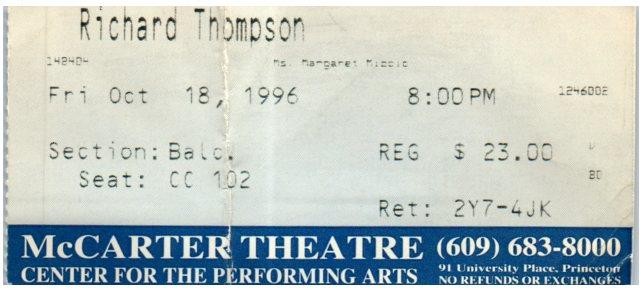 Richard Thompson
148484 Ms. Margaret
Fri Oct 18, 1996 8:00PM 1246002
Section: Balc. REG $ 23.00
Seat: CC 102 BO
Ret: 2Y7-4JK
McCARTER THEATRE (609) 683-8000
CENTER FOR THE PERFORMING ARTS 91 University Place, Princeton
NO REFUNDS OR EXCHANGES